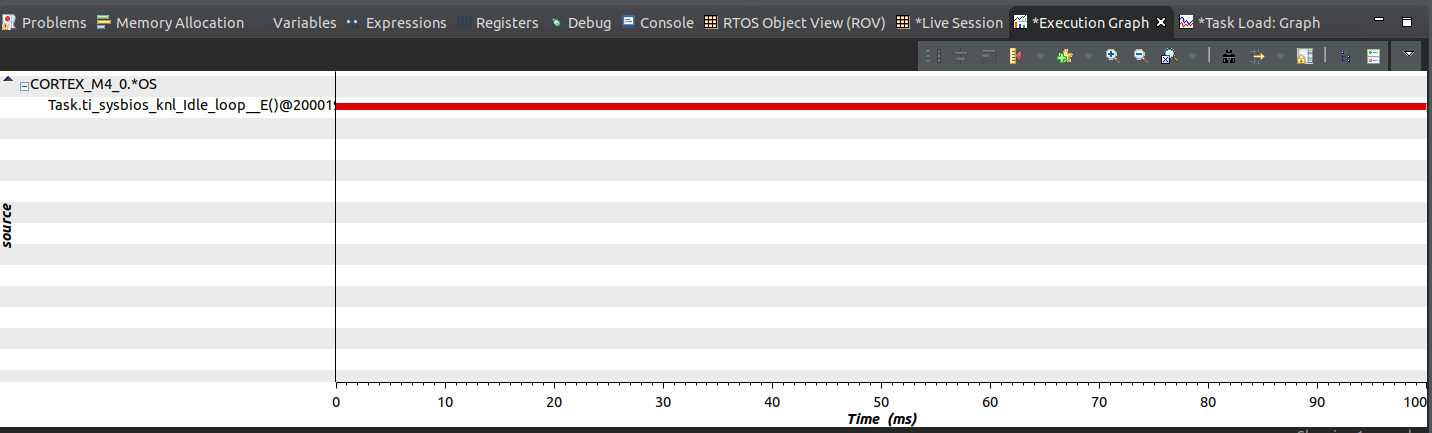 Problems Memory Allocation Variables Expressions Registers Debug Console RTOS Object View (ROV) *Live Session *Execution Graph *Task Load: Graph
CORTEX_M4_0.*OS
Task.ti_sysbios_knl_Idle_loop__E()@200019
source
0 10 20 30 40 50 60 70 80 90 100
Time (ms)